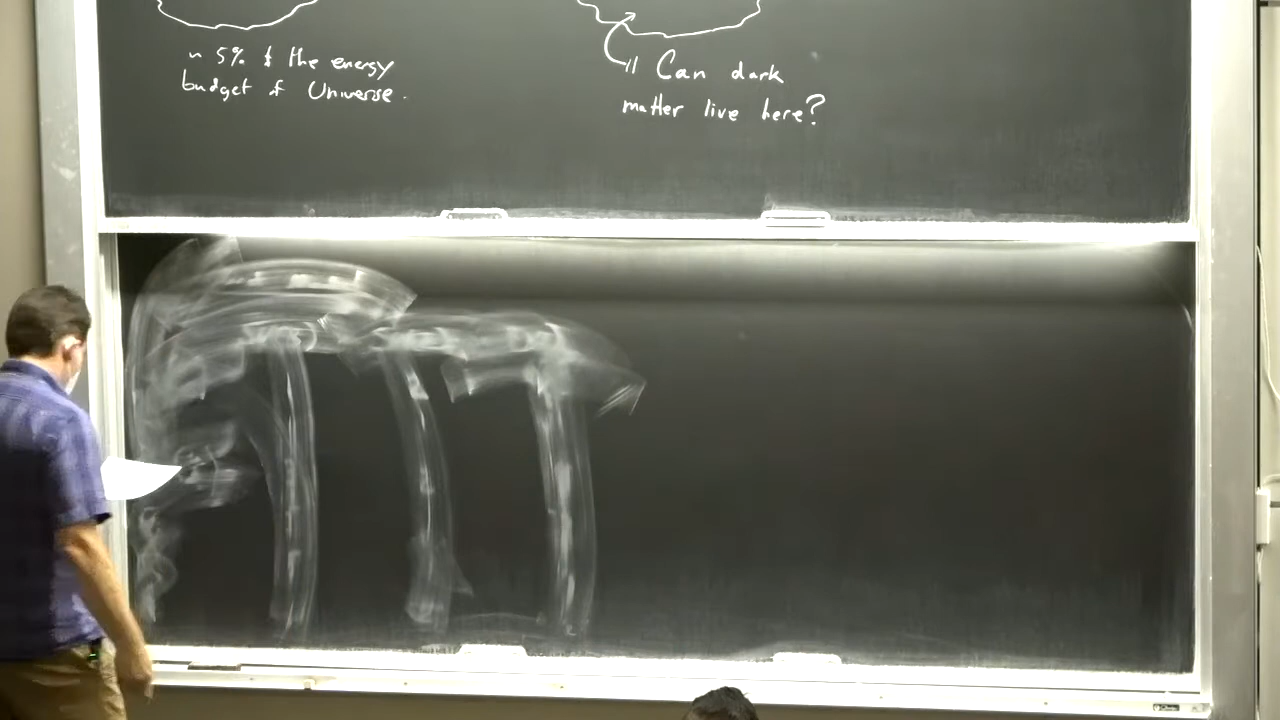 ~ 5% of the energy
budget of Universe.
Can dark
matter live here?